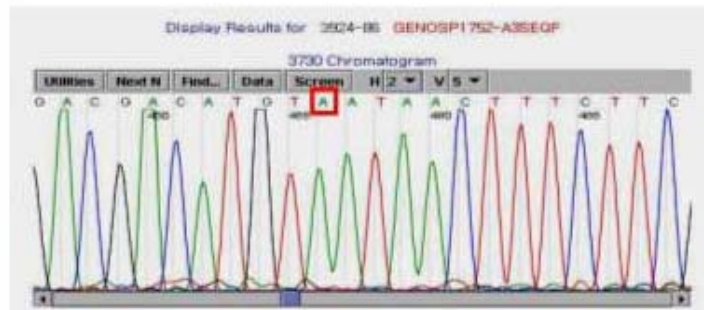 Display Results for 3924-86 GENOSP1752-A3SEQF
3730 Chromatogram
Utilities Next N Find... Data Screen H 2 V 5
G A C G A C A T G T A A T A A C T T T C T T C